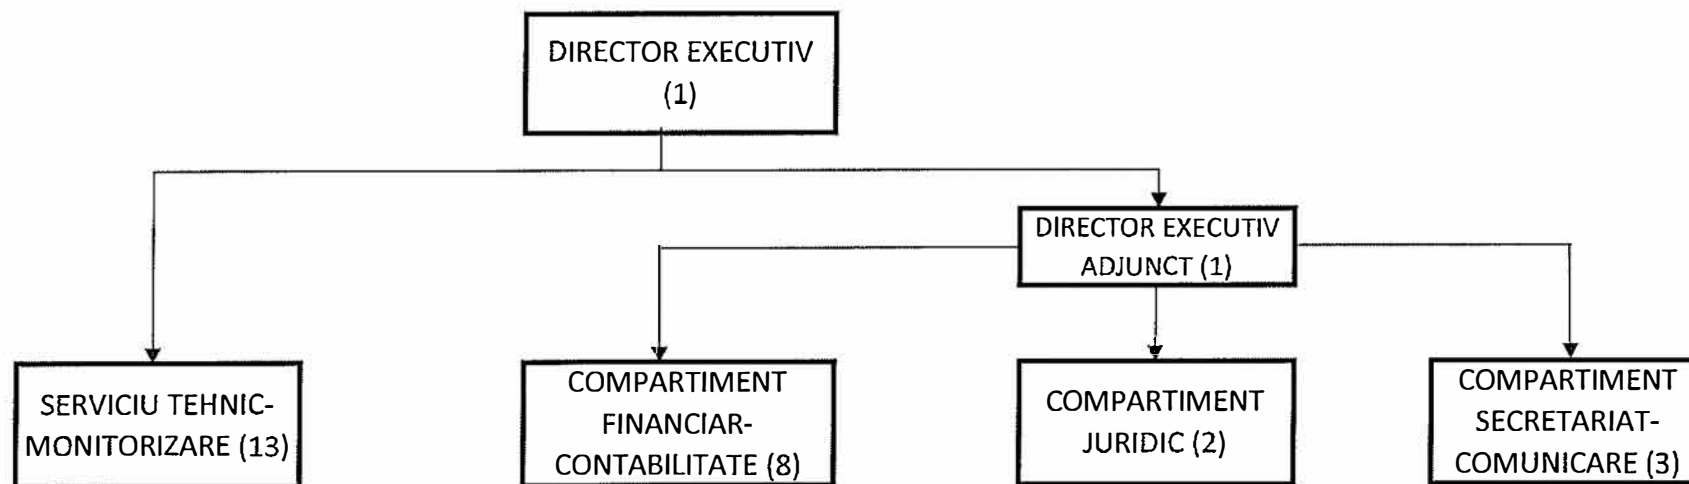 DIRECTOR EXECUTIV
(1)
DIRECTOR EXECUTIV
ADJUNCT (1)
SERVICIU TEHNIC-
MONITORIZARE (13)
COMPARTIMENT
FINANCIAR-
CONTABILITATE (8)
COMPARTIMENT
JURIDIC (2)
COMPARTIMENT
SECRETARIAT-
COMUNICARE (3)